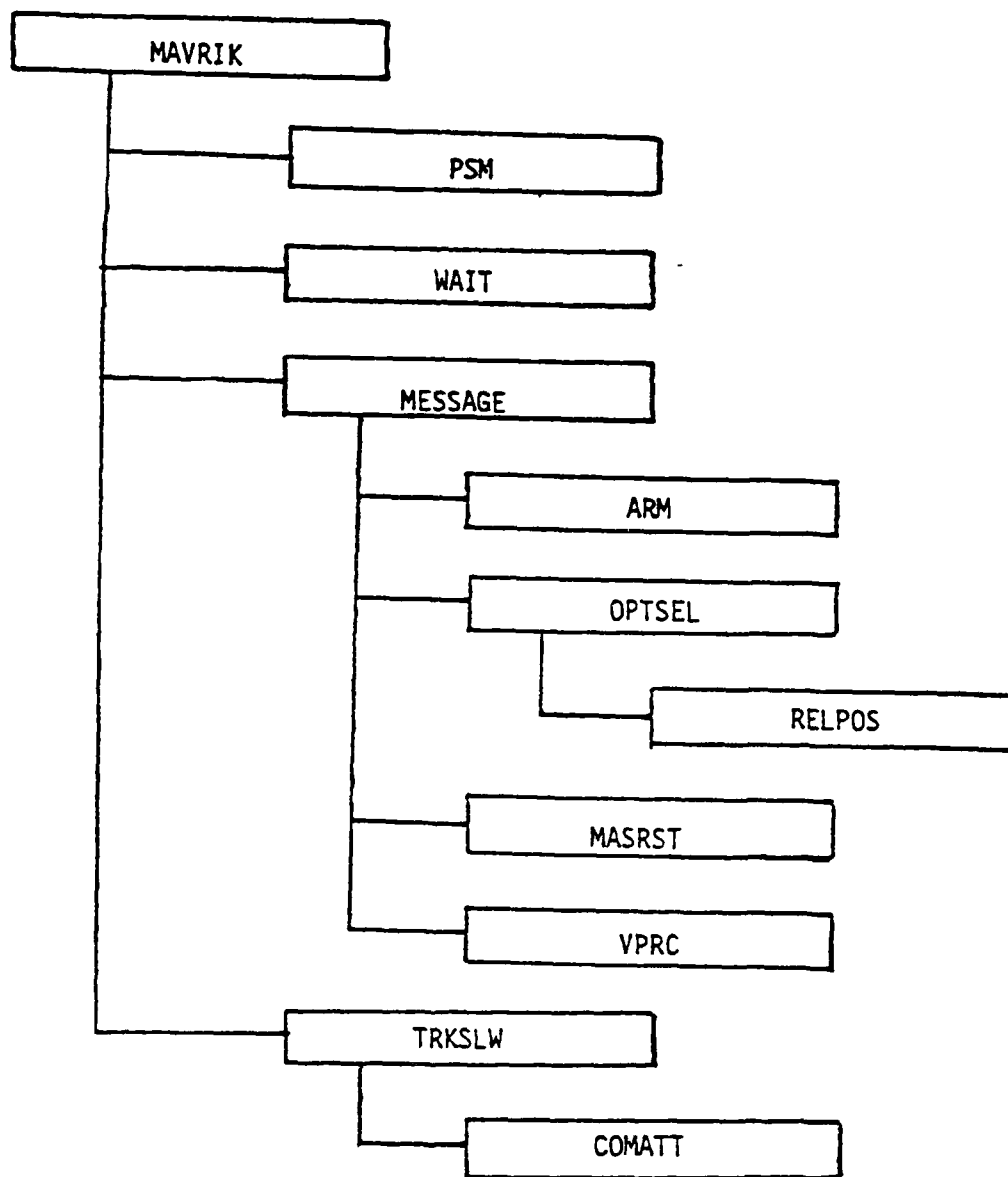 MAVRIK
PSM
WAIT
MESSAGE
ARM
OPTSEL
RELPOS
MASRST
VPRC
TRKSLW
COMATT